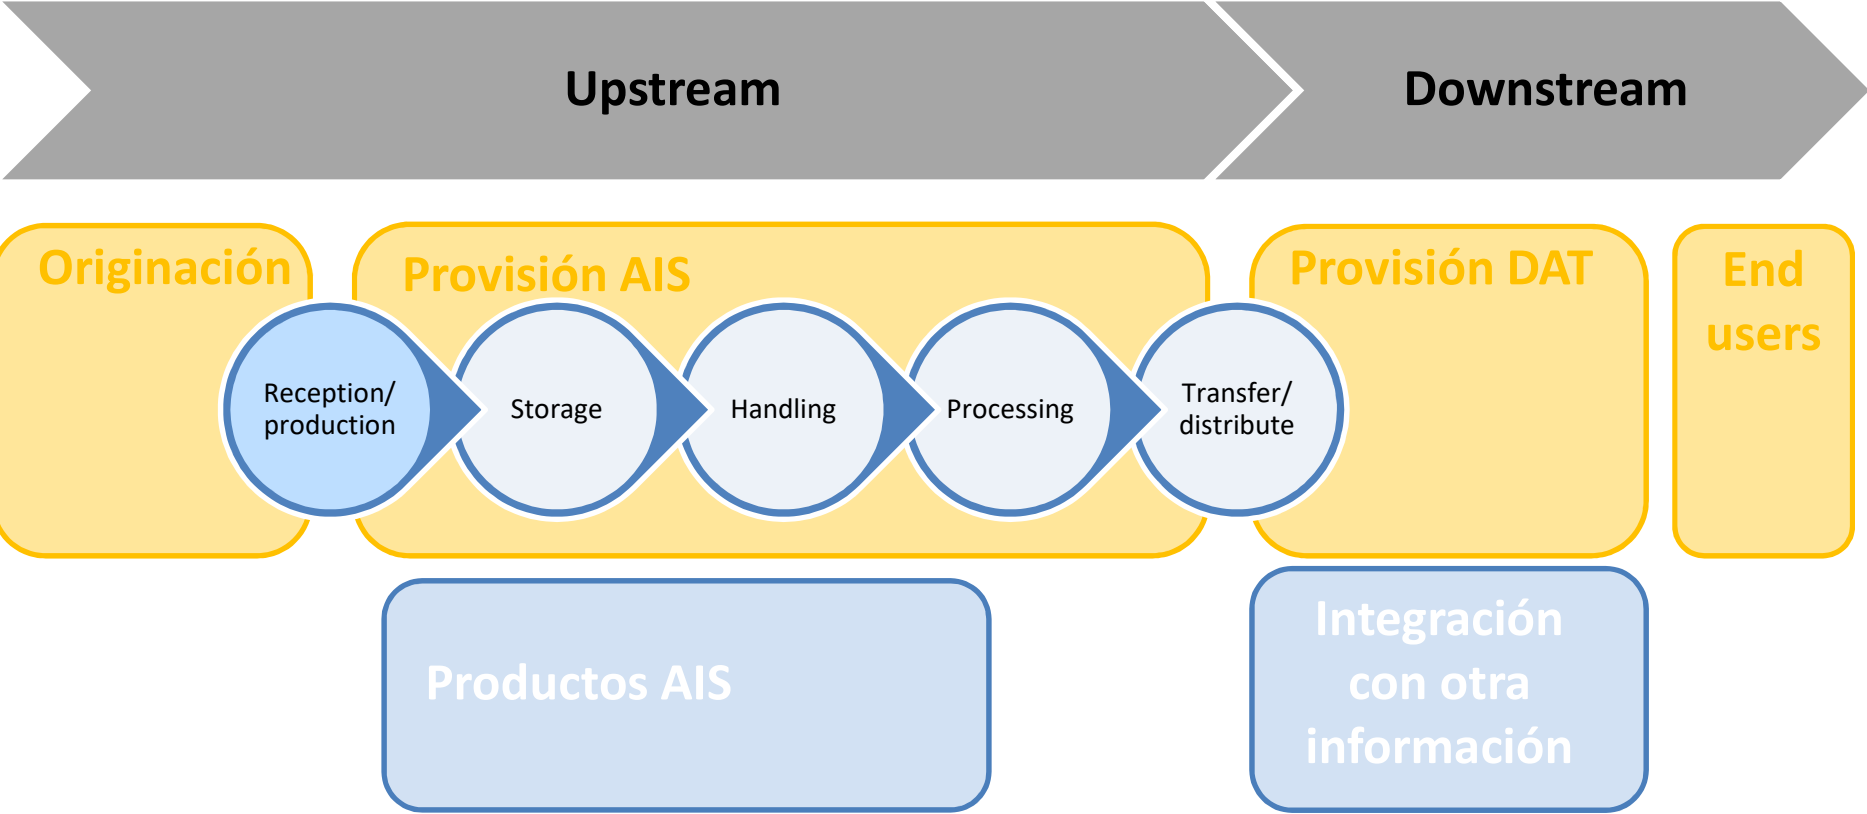 Upstream
Downstream
Originación
Provisión AIS
Provisión DAT
End
users
Reception/
production
Storage
Handling
Processing
Transfer/
distribute
Productos AIS
Integración
con otra
información